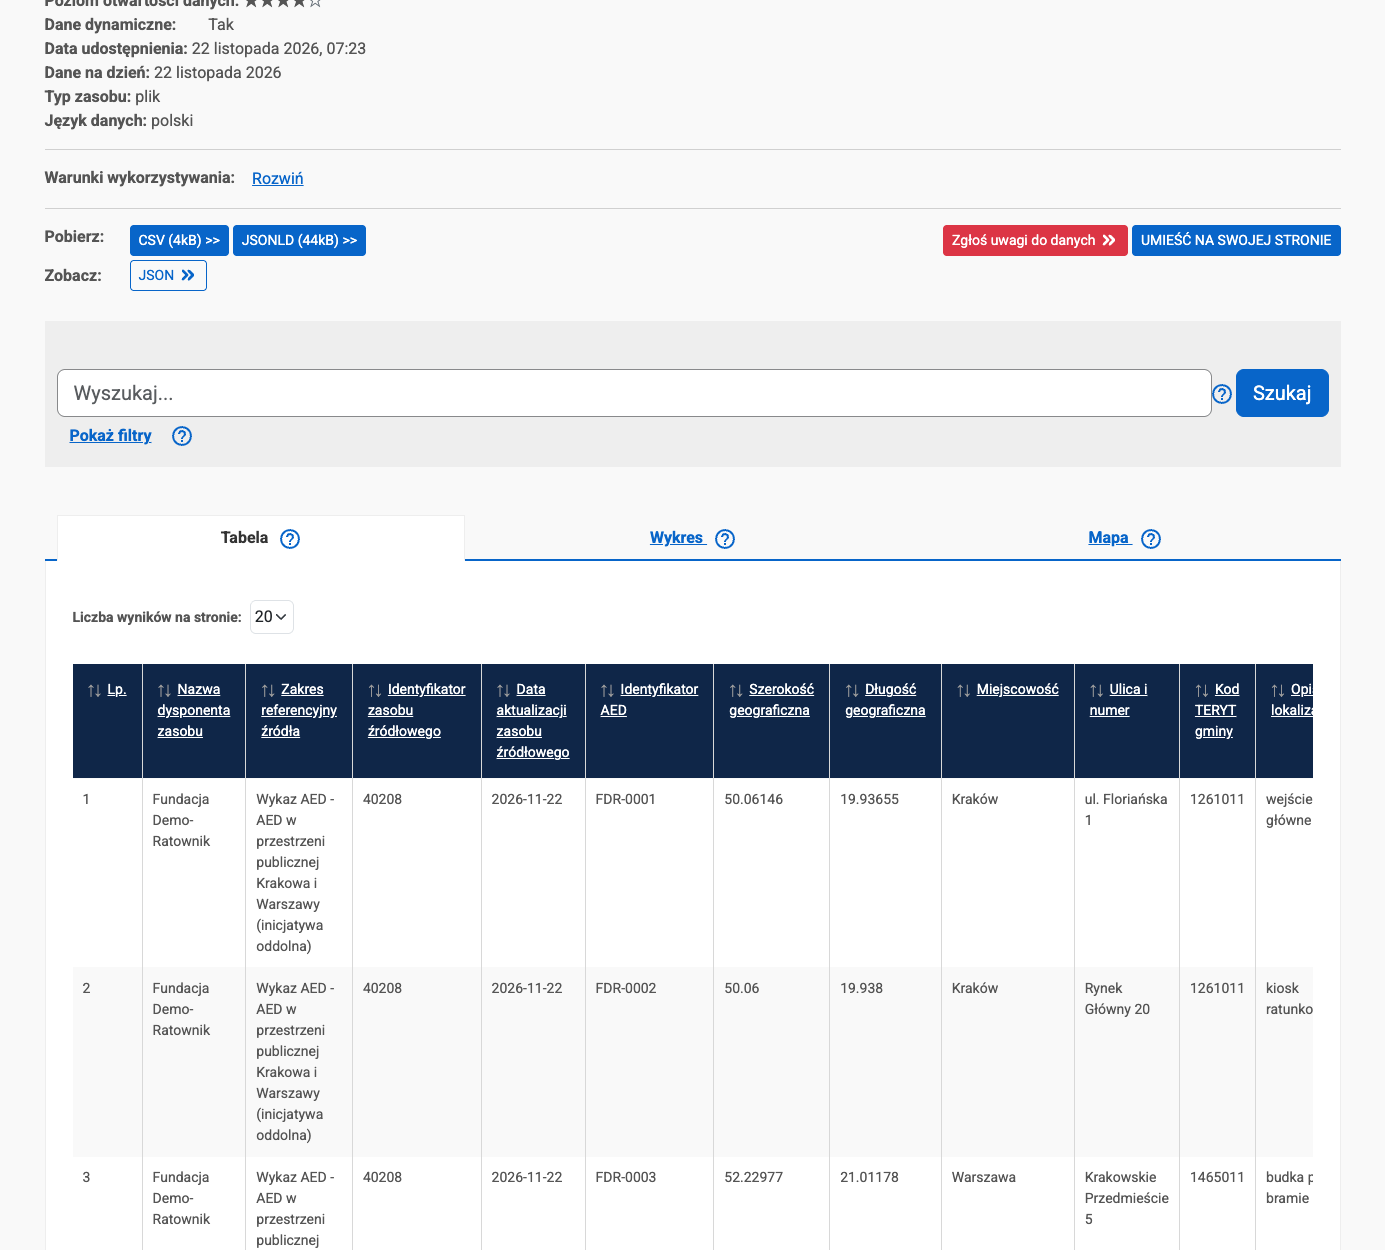 Poziom otwartości danych: ★★★★☆
Dane dynamiczne: Tak
Data udostępnienia: 22 listopada 2026, 07:23
Dane na dzień: 22 listopada 2026
Typ zasobu: plik
Język danych: polski
Warunki wykorzystywania: Rozwiń
Pobierz: CSV (4kB) >> JSONLD (44kB) >> Zgłoś uwagi do danych UMIEŚĆ NA SWOJEJ STRONIE
Zobacz: JSON
Wyszukaj... Szukaj
Pokaż filtry
Tabela Wykres Mapa
Liczba wyników na stronie: 20
Lp.
Nazwa
dysponenta
zasobu
Zakres
referencyjny
źródła
Identyfikator
zasobu
źródłowego
Data
aktualizacji
zasobu
źródłowego
Identyfikator
AED
Szerokość
geograficzna
Długość
geograficzna
Miejscowość
Ulica i
numer
Kod
TERYT
gminy
1
Fundacja
Demo-
Ratownik
Wykaz AED -
AED w
przestrzeni
publicznej
Krakowa i
Warszawy
(inicjatywa
oddolna)
40208
2026-11-22
FDR-0001
50.06146
19.93655
Kraków
ul. Floriańska
1
1261011
wejście
główne
2
Fundacja
Demo-
Ratownik
Wykaz AED -
AED w
przestrzeni
publicznej
Krakowa i
Warszawy
(inicjatywa
oddolna)
40208
2026-11-22
FDR-0002
50.06
19.938
Kraków
Rynek
Główny 20
1261011
kiosk
3
Fundacja
Demo-
Ratownik
Wykaz AED -
AED w
przestrzeni
publicznej
40208
2026-11-22
FDR-0003
52.22977
21.01178
Warszawa
Krakowskie
Przedmieście
5
1465011
budka
bramie